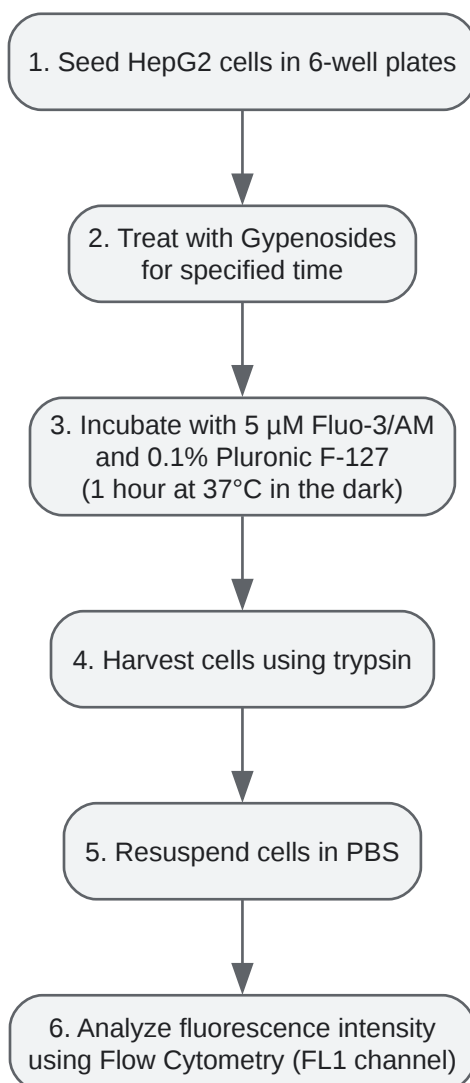 1. Seed HepG2 cells in 6-well plates
2. Treat with Gypenosides
for specified time
3. Incubate with 5 µM Fluo-3/AM
and 0.1% Pluronic F-127
(1 hour at 37°C in the dark)
4. Harvest cells using trypsin
5. Resuspend cells in PBS
6. Analyze fluorescence intensity
using Flow Cytometry (FL1 channel)